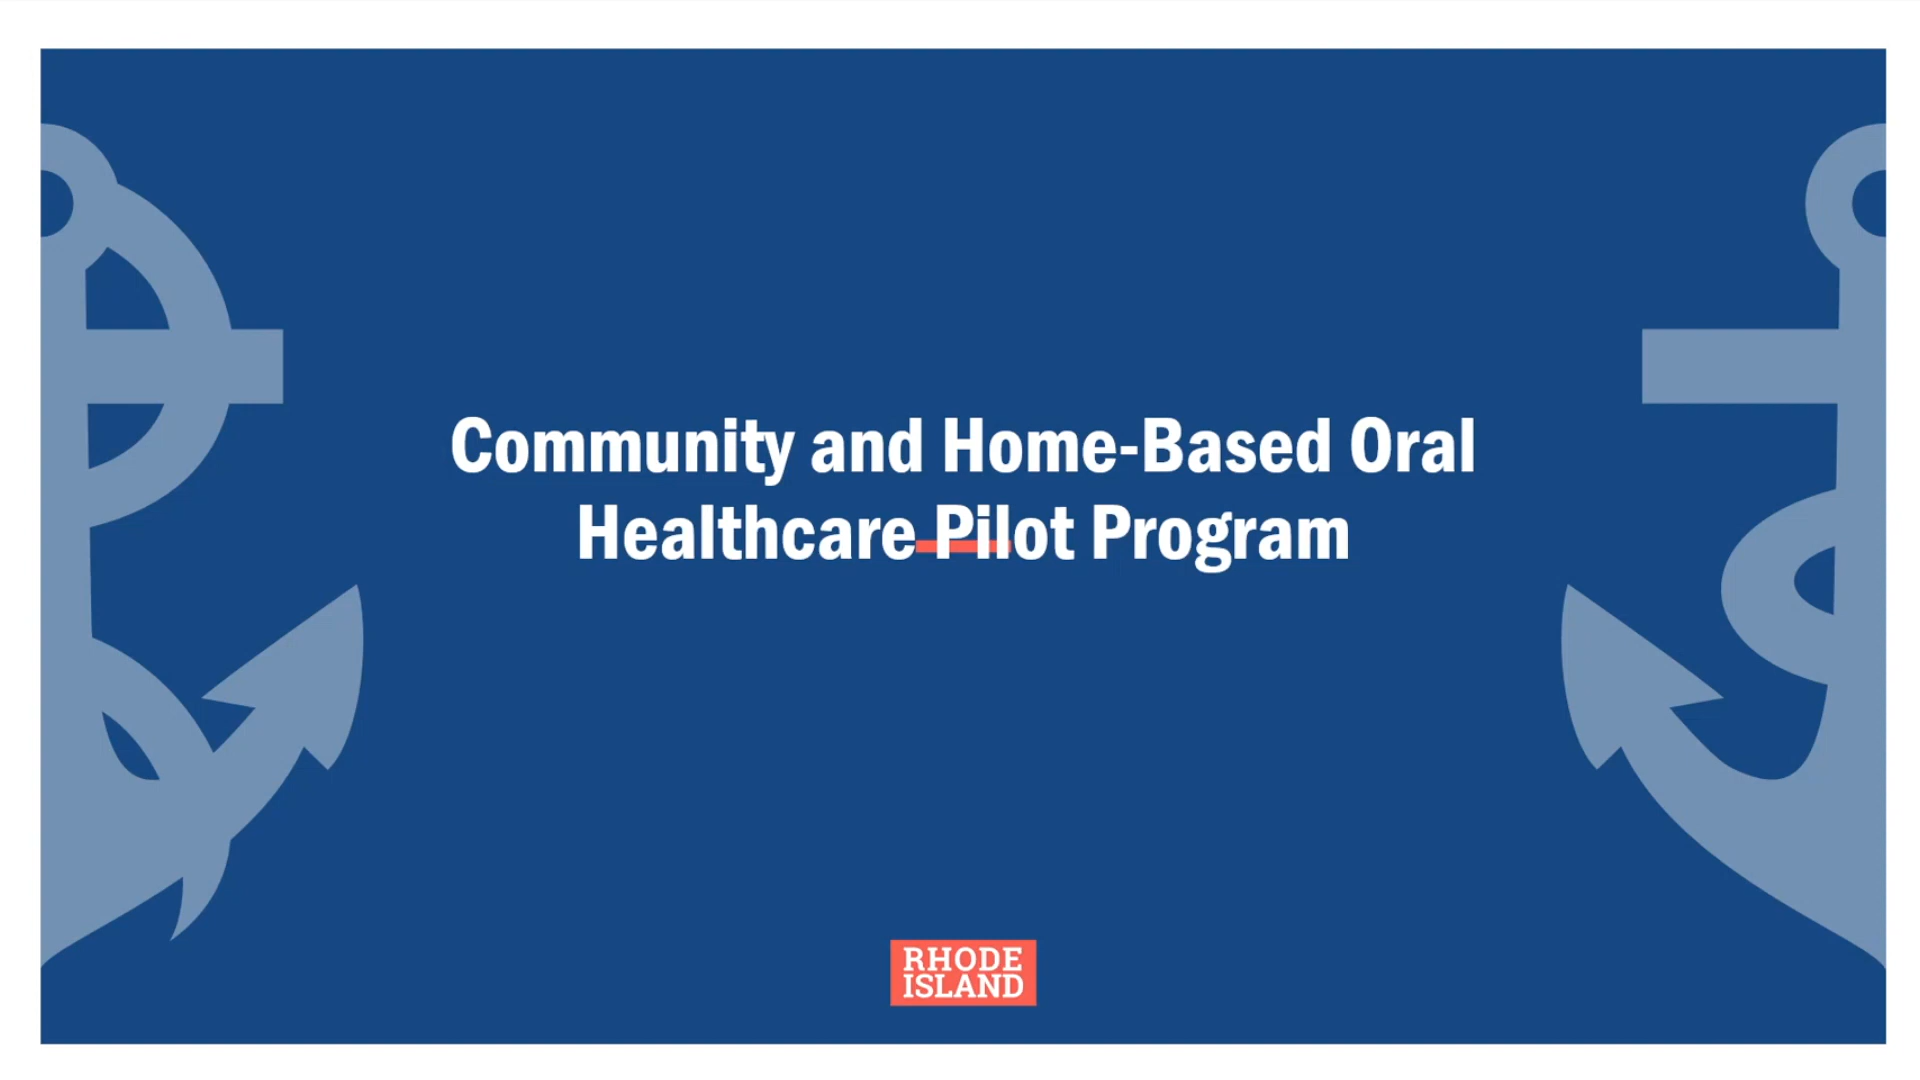 Community and Home-Based Oral
Healthcare Pilot Program
RHODE
ISLAND